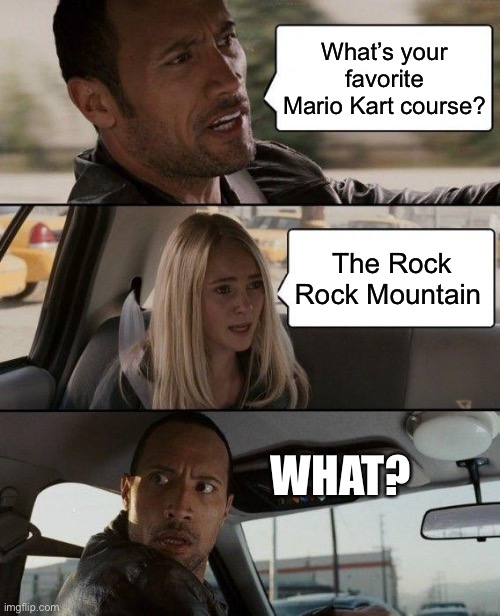 What’s your
favorite
Mario Kart course?
The Rock
Rock Mountain
WHAT?
imgflip.com